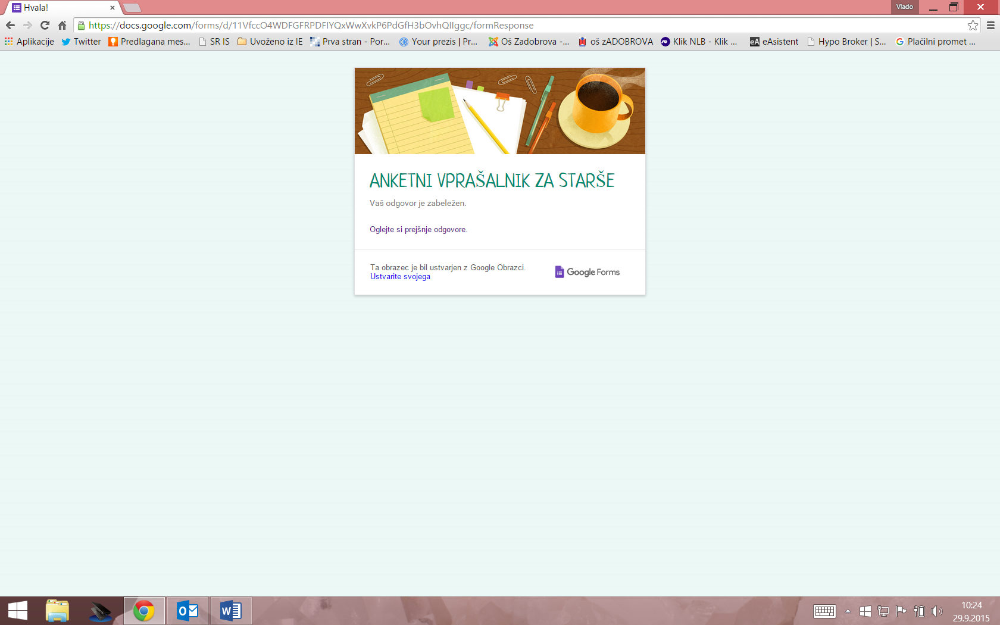 Hvala!
Vlado
https://docs.google.com/forms/d/11VfccO4WDFGFRPDFIYQxWwXvkP6PdGfH3bOvhQIIggc/formResponse
Aplikacije Twitter Predlagana mes... SR IS Uvoženo iz IE Prva stran - Por... Your prezis | Pr... Oš Zadobrova -... oš zADOBROVA Klik NLB - Klik ... eA eAsistent Hypo Broker | S... Plačilni promet ...
ANKETNI VPRAŠALNIK ZA STARŠE
Vaš odgovor je zabeležen.
Oglejte si prejšnje odgovore.
Ta obrazec je bil ustvarjen z Google Obrazci.
Ustvarite svojega
Google Forms
10:24
29.9.2015